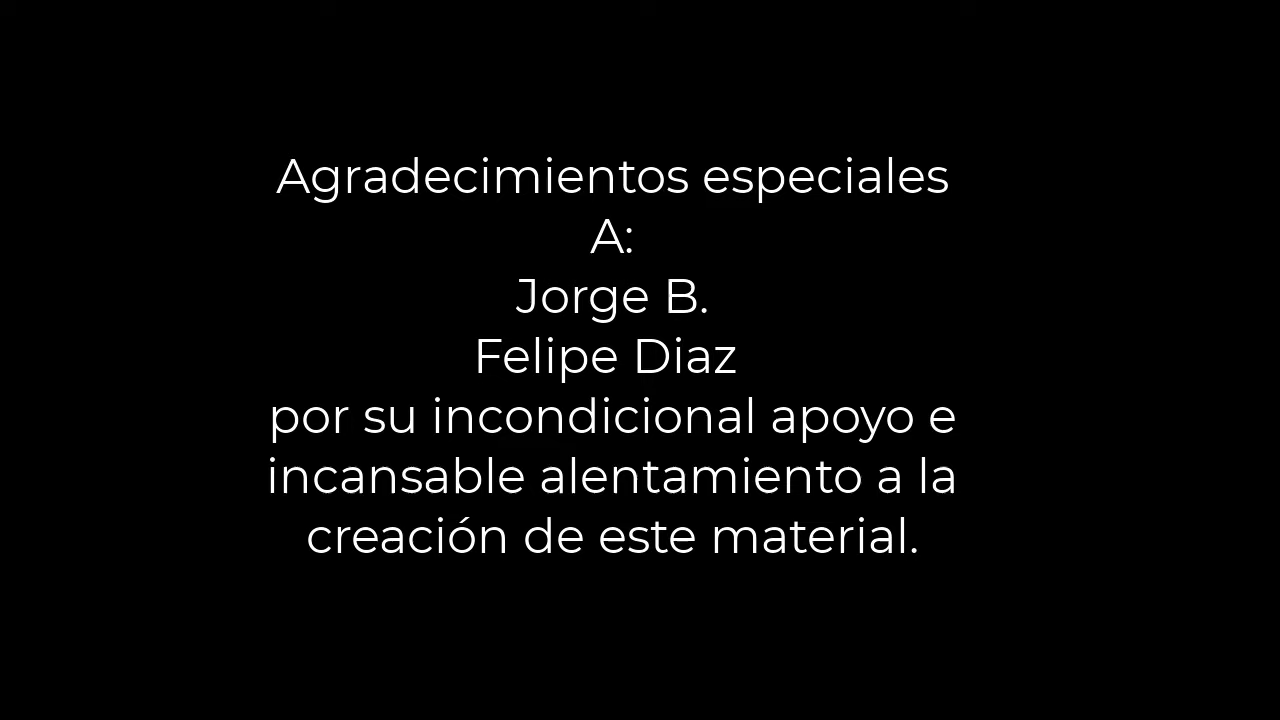 Agradecimientos especiales
A:
Jorge B.
Felipe Diaz
por su incondicional apoyo e
incansable alentamiento a la
creación de este material.